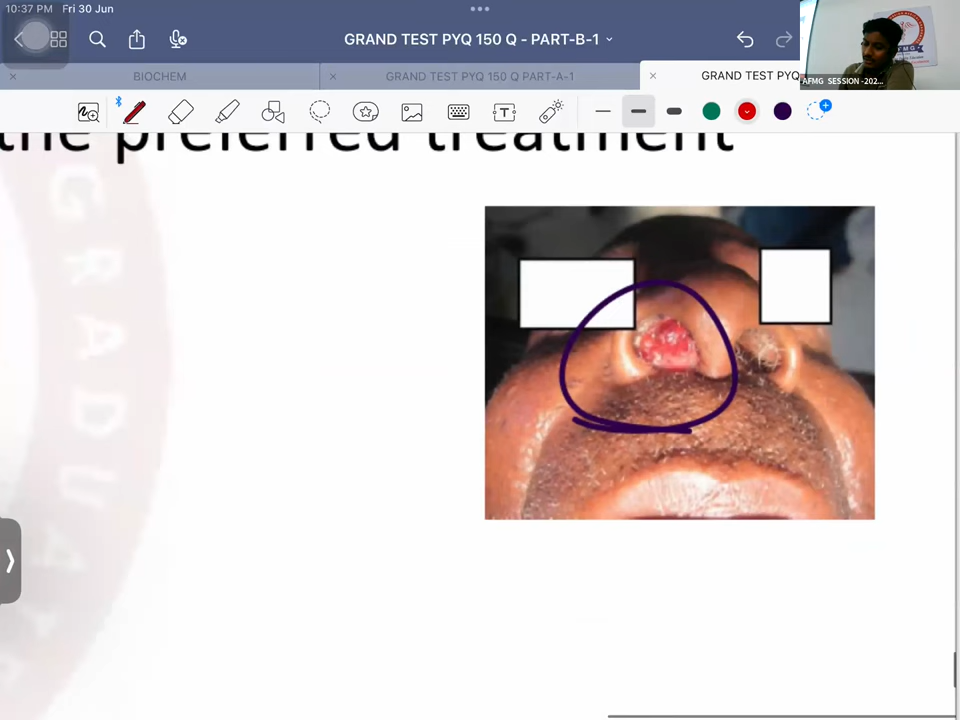 10:37 PM Fri 30 Jun
GRAND TEST PYQ 150 Q - PART-B-1
BIOCHEM
GRAND TEST PYQ 150 Q PART-A-1
GRAND TEST PYQ
AFMG SESSION -202...
the preferred treatment
GRADUA